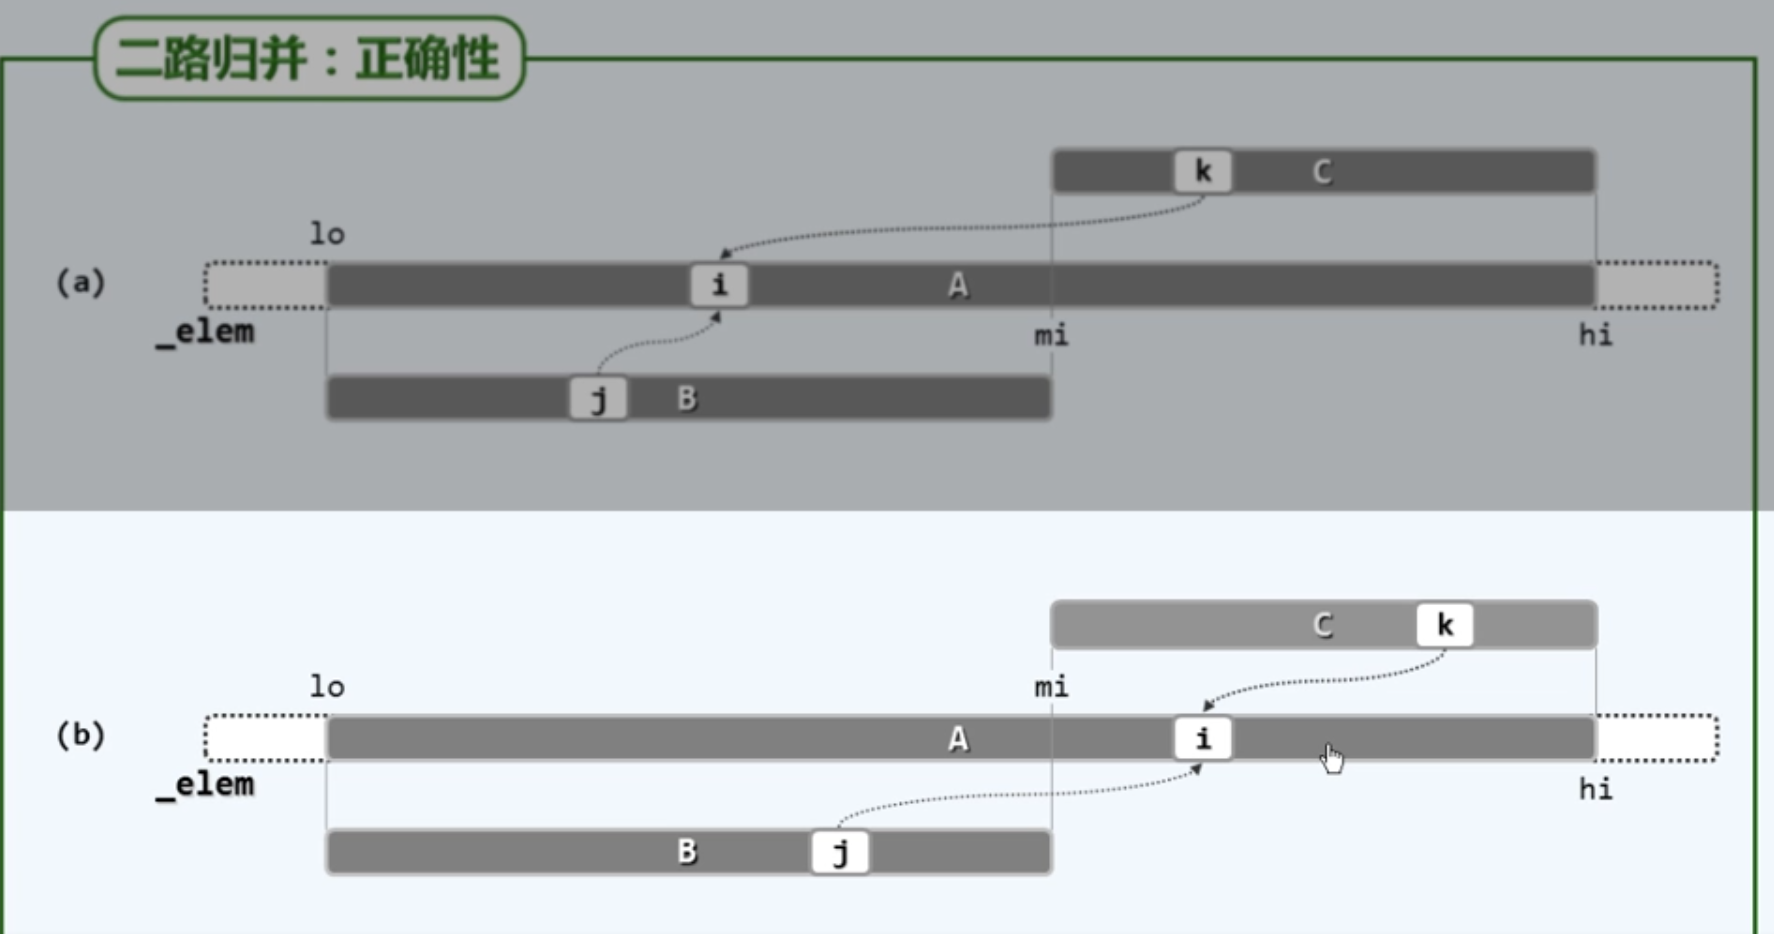 二路归并：正确性
k C
lo
(a) i A
_elem mi hi
j B
C k
lo mi
(b) A i
_elem hi
B j